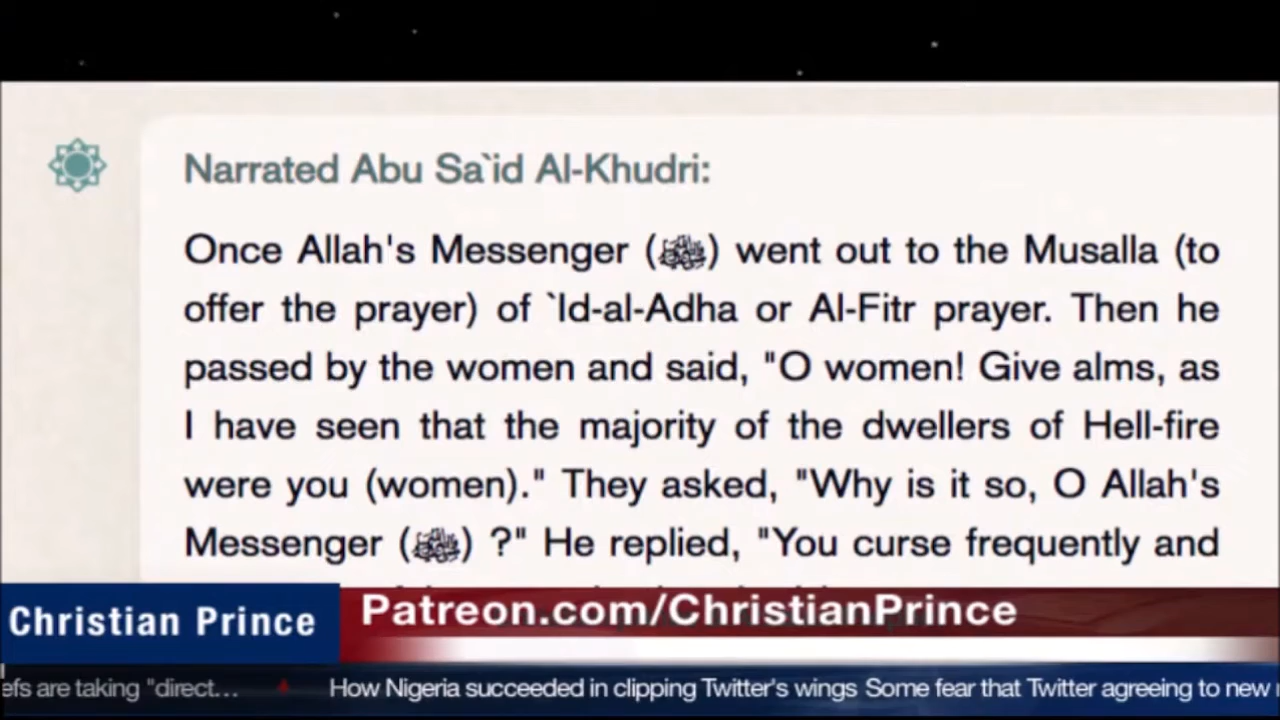 Narrated Abu Sa`id Al-Khudri:
Once Allah's Messenger (ﷺ) went out to the Musalla (to
offer the prayer) of `Id-al-Adha or Al-Fitr prayer. Then he
passed by the women and said, "O women! Give alms, as
I have seen that the majority of the dwellers of Hell-fire
were you (women)." They asked, "Why is it so, O Allah's
Messenger (ﷺ) ?" He replied, "You curse frequently and
Christian Prince
Patreon.com/ChristianPrince
efs are taking "direct... How Nigeria succeeded in clipping Twitter's wings Some fear that Twitter agreeing to new